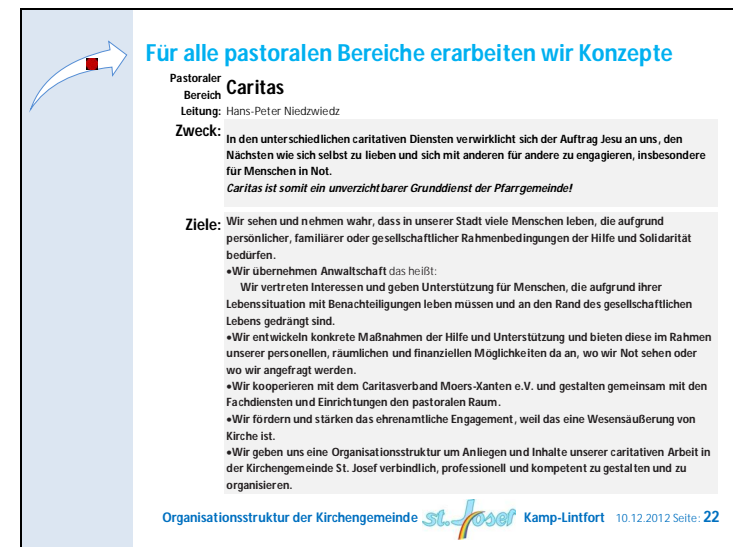 Für alle pastoralen Bereiche erarbeiten wir Konzepte
Pastoraler
Bereich Caritas
Leitung: Hans-Peter Niedzwiedz
Zweck:
In den unterschiedlichen caritativen Diensten verwirklicht sich der Auftrag Jesu an uns, den
Nächsten wie sich selbst zu lieben und sich mit anderen für andere zu engagieren, insbesondere
für Menschen in Not.
Caritas ist somit ein unverzichtbarer Grunddienst der Pfarrgemeinde!
Ziele: Wir sehen und nehmen wahr, dass in unserer Stadt viele Menschen leben, die aufgrund
persönlicher, familiärer oder gesellschaftlicher Rahmenbedingungen der Hilfe und Solidarität
bedürfen.
•Wir übernehmen Anwaltschaft das heißt:
Wir vertreten Interessen und geben Unterstützung für Menschen, die aufgrund ihrer
Lebenssituation mit Benachteiligungen leben müssen und an den Rand des gesellschaftlichen
Lebens gedrängt sind.
•Wir entwickeln konkrete Maßnahmen der Hilfe und Unterstützung und bieten diese im Rahmen
unserer personellen, räumlichen und finanziellen Möglichkeiten da an, wo wir Not sehen oder
wo wir angefragt werden.
•Wir kooperieren mit dem Caritasverband Moers-Xanten e.V. und gestalten gemeinsam mit den
Fachdiensten und Einrichtungen den pastoralen Raum.
•Wir fördern und stärken das ehrenamtliche Engagement, weil das eine Wesensäußerung von
Kirche ist.
•Wir geben uns eine Organisationsstruktur um Anliegen und Inhalte unserer caritativen Arbeit in
der Kirchengemeinde St. Josef verbindlich, professionell und kompetent zu gestalten und zu
organisieren.
Organisationsstruktur der Kirchengemeinde St. Josef Kamp-Lintfort 10.12.2012 Seite: 22